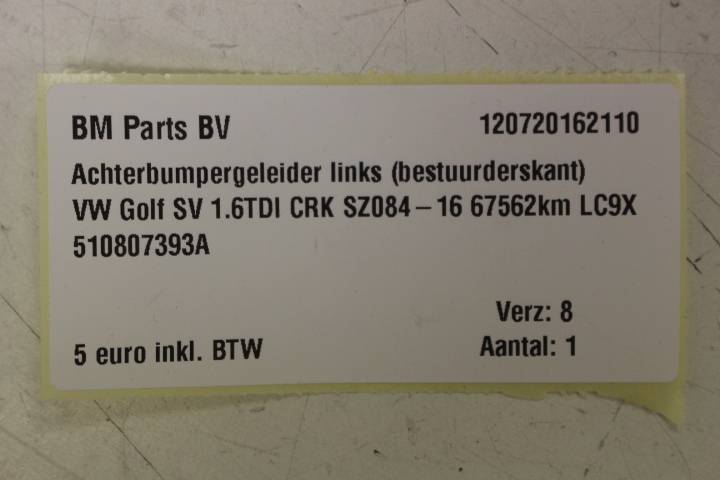 BM Parts BV 120720162110
Achterbumpergeleider links (bestuurderskant)
VW Golf SV 1.6TDI CRK SZ084 – 16 67562km LC9X
510807393A
Verz: 8
5 euro inkl. BTW Aantal: 1